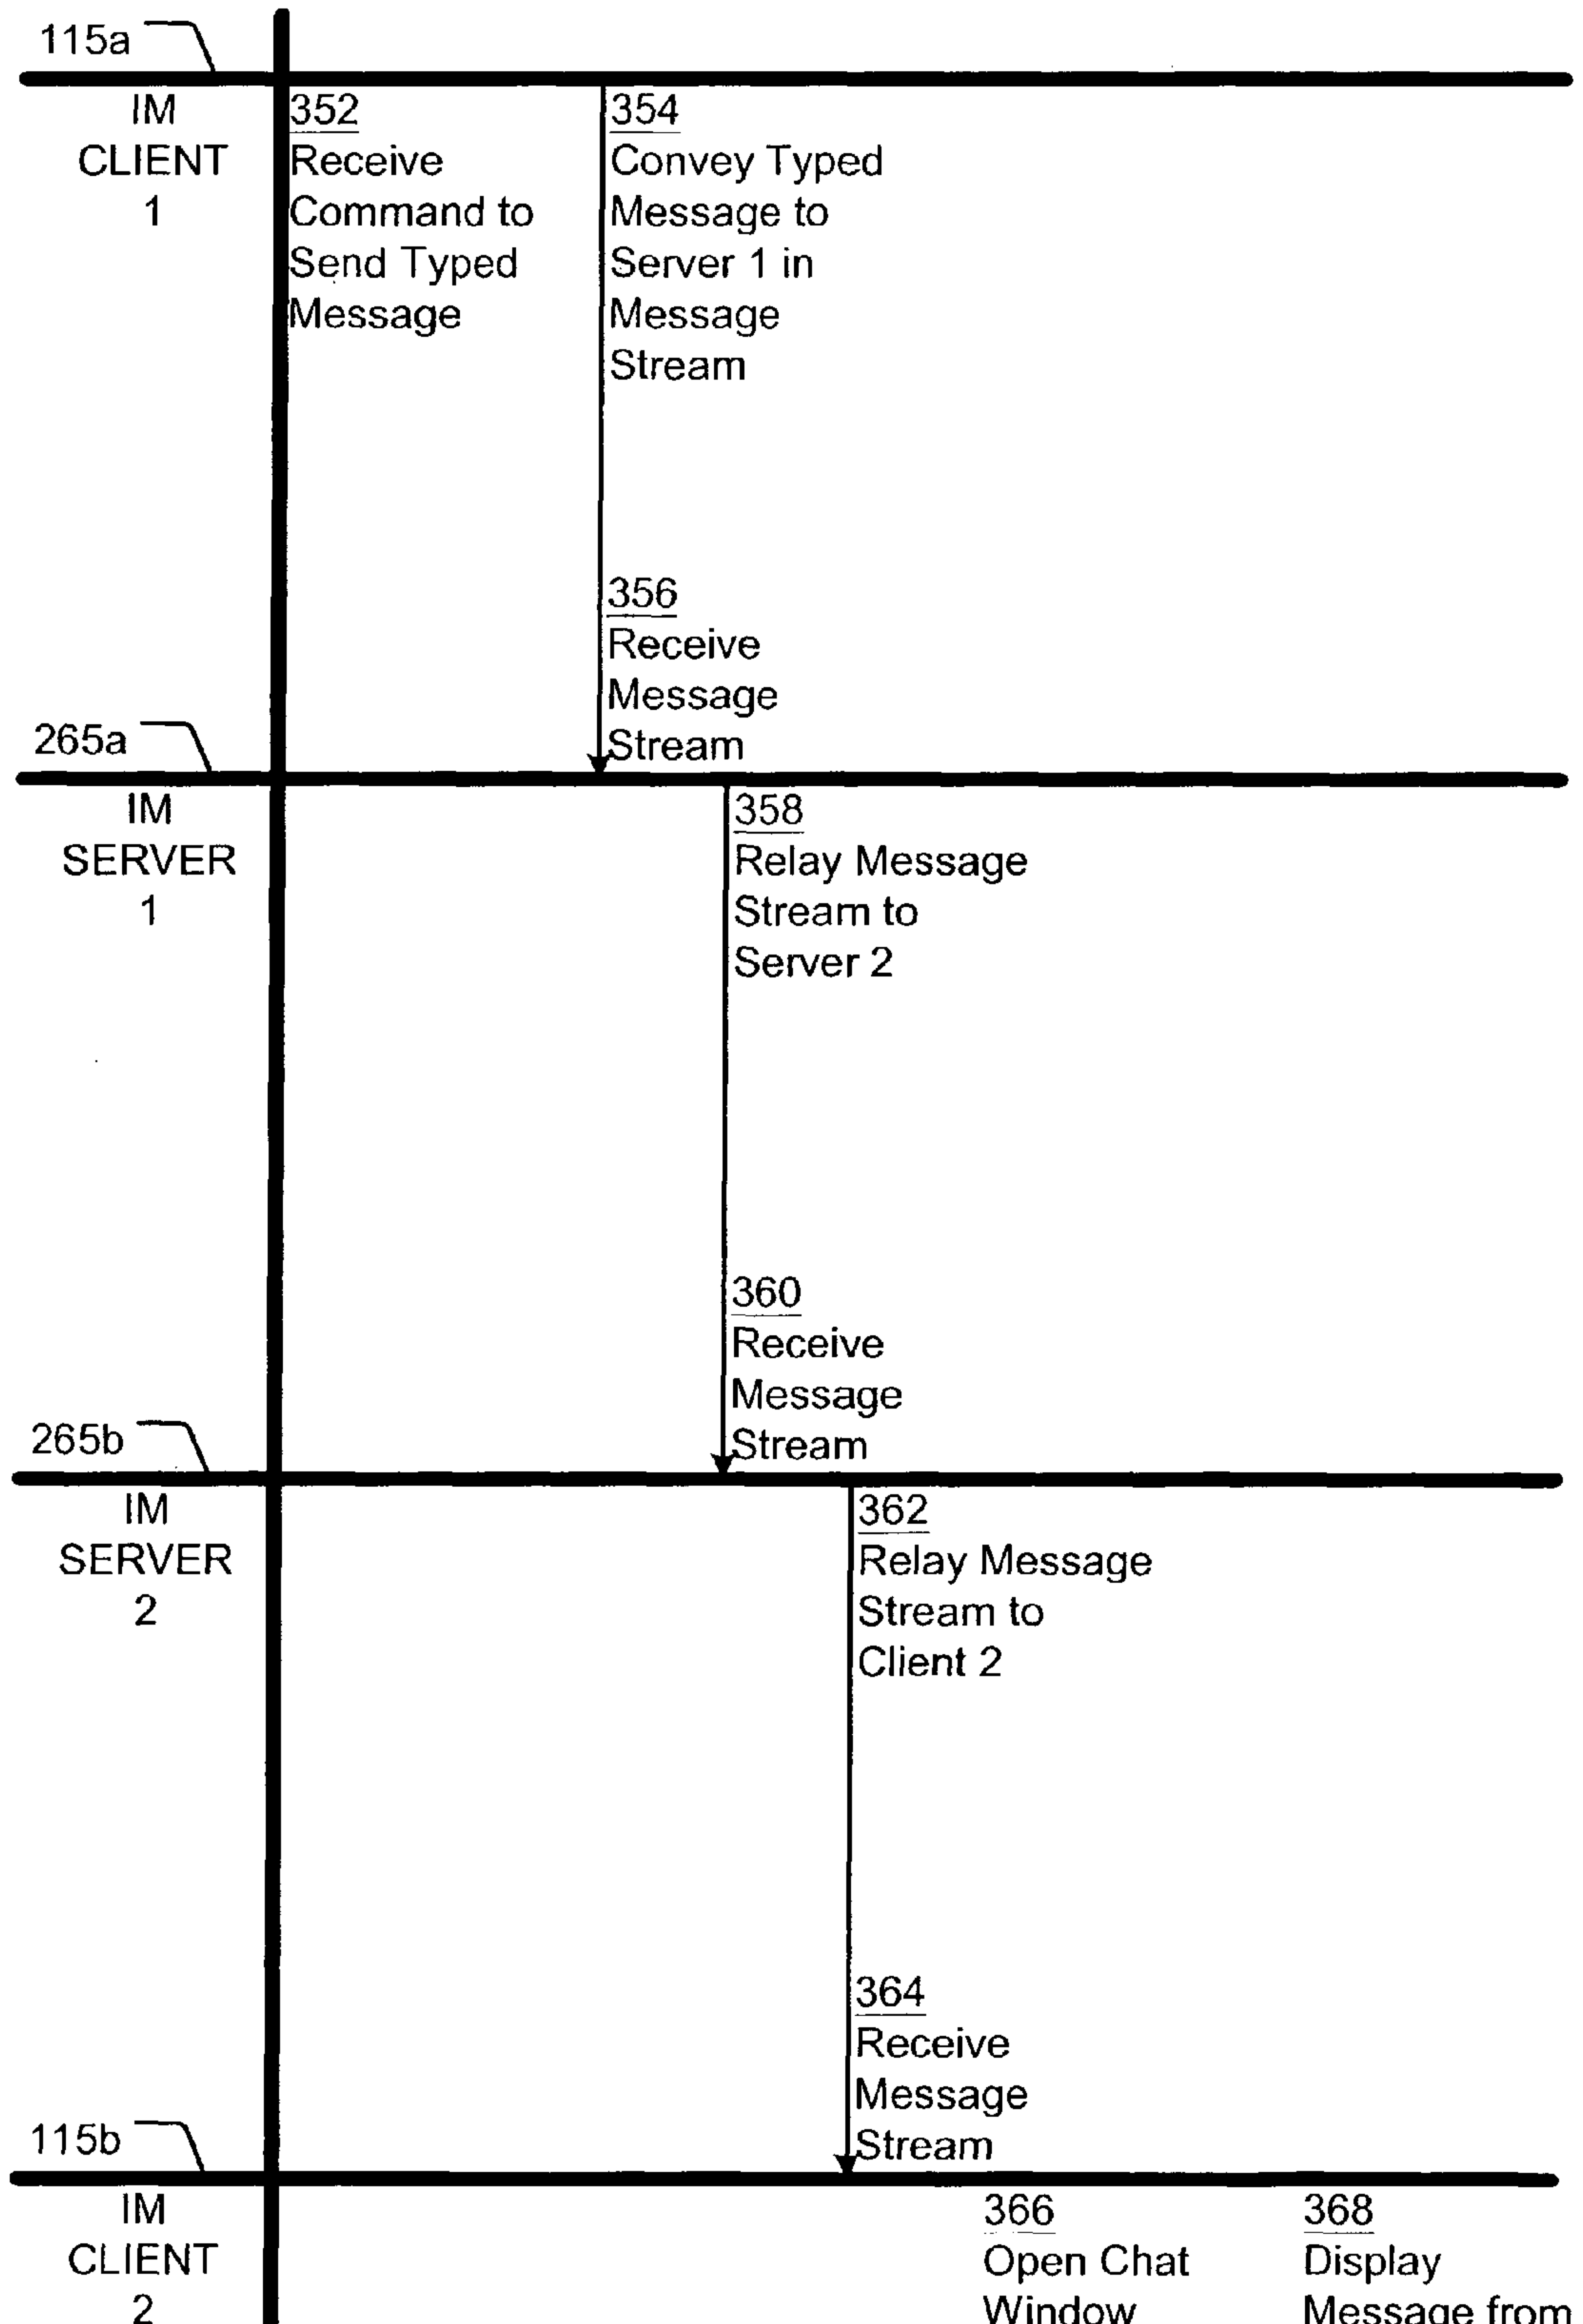 115a
IM
CLIENT
1
352
Receive
Command to
Send Typed
Message
354
Convey Typed
Message to
Server 1 in
Message
Stream
356
Receive
Message
Stream
265a
IM
SERVER
1
358
Relay Message
Stream to
Server 2
360
Receive
Message
Stream
265b
IM
SERVER
2
362
Relay Message
Stream to
Client 2
364
Receive
Message
Stream
115b
IM
CLIENT
2
366
Open Chat
Window
368
Display
Message from